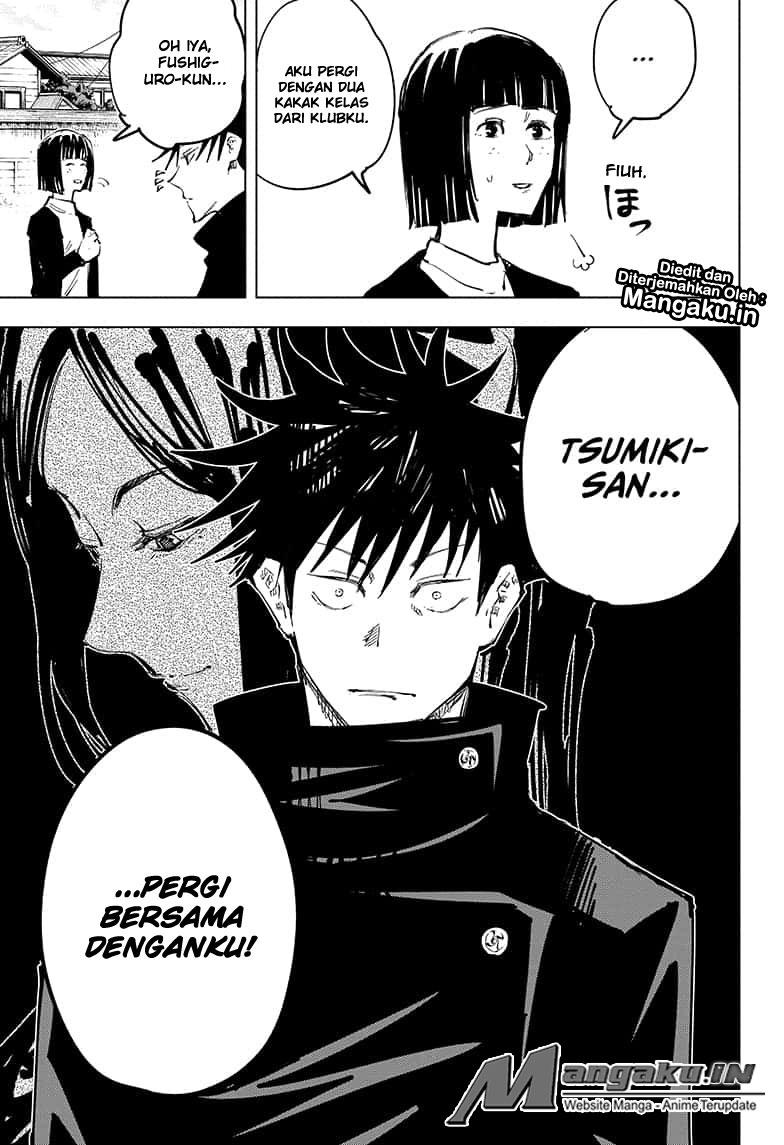 ...
FIUH.
ほっ
AKU PERGI
DENGAN DUA
KAKAK KELAS
DARI KLUBKU.
Diedit dan
Diterjemahkan Oleh :
Mangaku.in
OH IYA,
FUSHIG-
URO-KUN...
TSUMIKI-
SAN...
...PERGI
BERSAMA
DENGANKU!
Mangaku.iN
Website Manga - Anime Terupdate